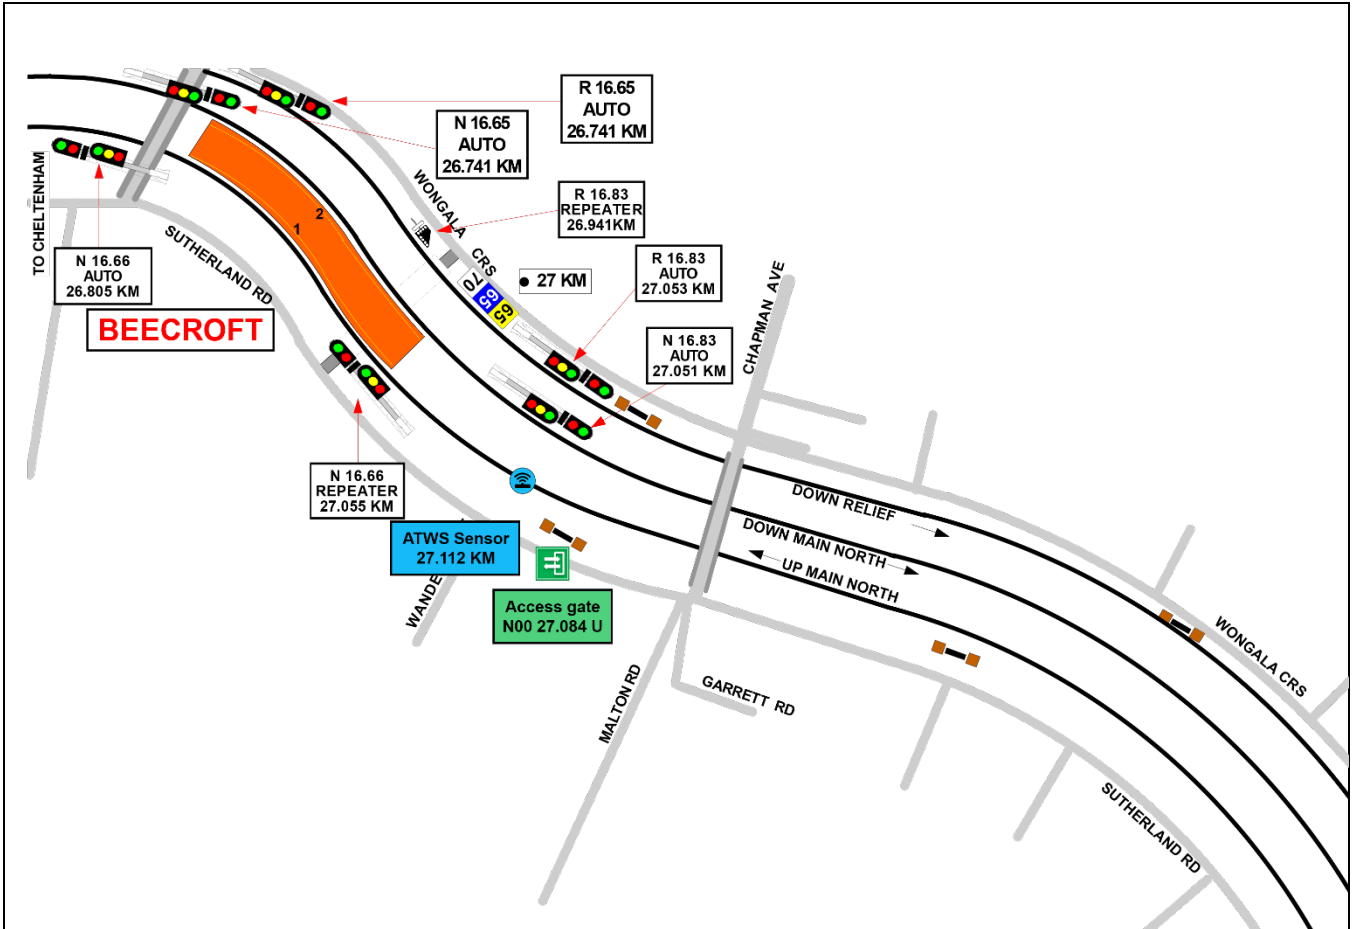 R 16.65
AUTO
26.741 KM
N 16.65
AUTO
26.741 KM
WONGALA CRS
R 16.83
REPEATER
26.941KM
TO CHELTENHAM
2
1
SUTHERLAND RD
N 16.66
AUTO
26.805 KM
R 16.83
AUTO
27.053 KM
70
65
65
27 KM
CHAPMAN AVE
BEECROFT
N 16.83
AUTO
27.051 KM
N 16.66
REPEATER
27.055 KM
DOWN RELIEF
DOWN MAIN NORTH
UP MAIN NORTH
ATWS Sensor
27.112 KM
WANDE
Access gate
N00 27.084 U
WONGALA CRS
MALTON RD
GARRETT RD
SUTHERLAND RD